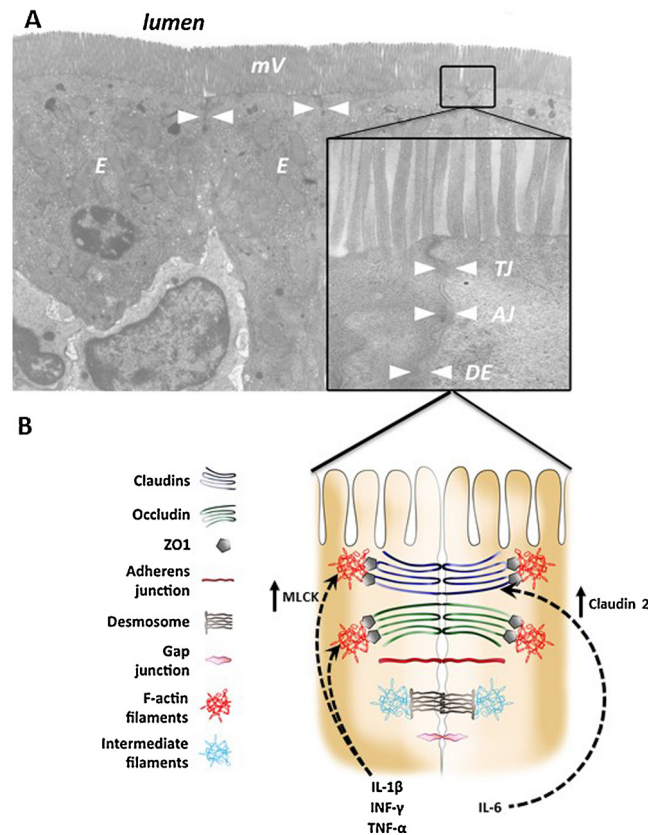 A
lumen
mV
E
E
TJ
AJ
DE
B
Claudins
Occludin
ZO1
Adherens
junction
Desmosome
Gap
junction
F-actin
filaments
Intermediate
filaments
MLCK
Claudin 2
IL-1β
INF-γ
TNF-α
IL-6